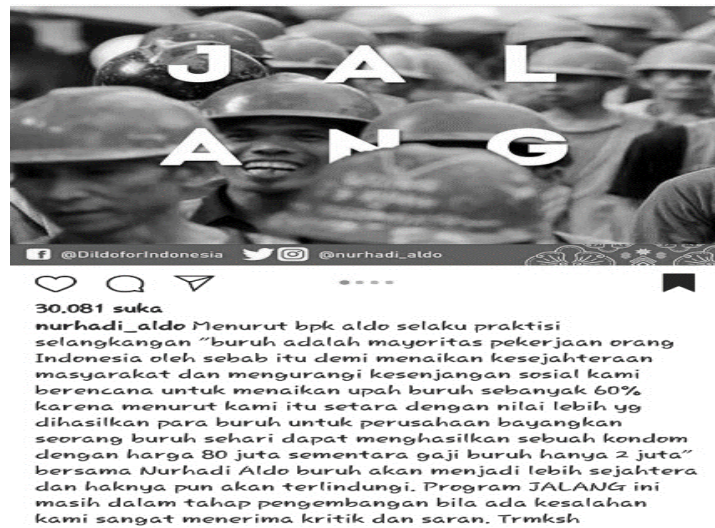 J A L
A N G
@DildoforIndonesia @nurhadi_aldo
30.081 suka
nurhadi_aldo Menurut bpk aldo selaku praktisi
selangkangan "buruh adalah mayoritas pekerjaan orang
Indonesia oleh sebab itu demi menaikan kesejahteraan
masyarakat dan mengurangi kesenjangan sosial kami
berencana untuk menaikan upah buruh sebanyak 60%
karena menurut kami itu setara dengan nilai lebih yg
dihasilkan para buruh untuk perusahaan bayangkan
seorang buruh sehari dapat menghasilkan sebuah kondom
dengan harga 80 juta sementara gaji buruh hanya 2 juta"
bersama Nurhadi Aldo buruh akan menjadi lebih sejahtera
dan haknya pun akan terlindungi. Program JALANG ini
masih dalam tahap pengembangan bila ada kesalahan
kami sangat menerima kritik dan saran. Trmksh